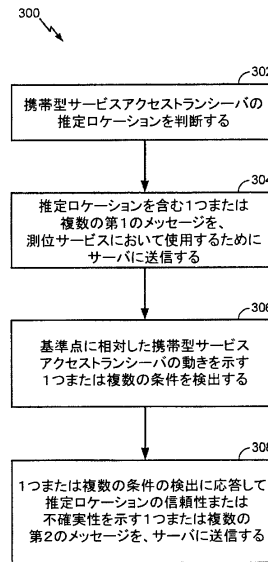 300
302
携帯型サービスアクセストランシーバの
推定ロケーションを判断する
304
推定ロケーションを含む1つまたは
複数の第1のメッセージを、
測位サービスにおいて使用するために
サーバに送信する
306
基準点に相対した携帯型サービス
アクセストランシーバの動きを示す
1つまたは複数の条件を検出する
308
1つまたは複数の条件の検出に応答して
推定ロケーションの信頼性または
不確実性を示す1つまたは複数の
第2のメッセージを、サーバに送信する